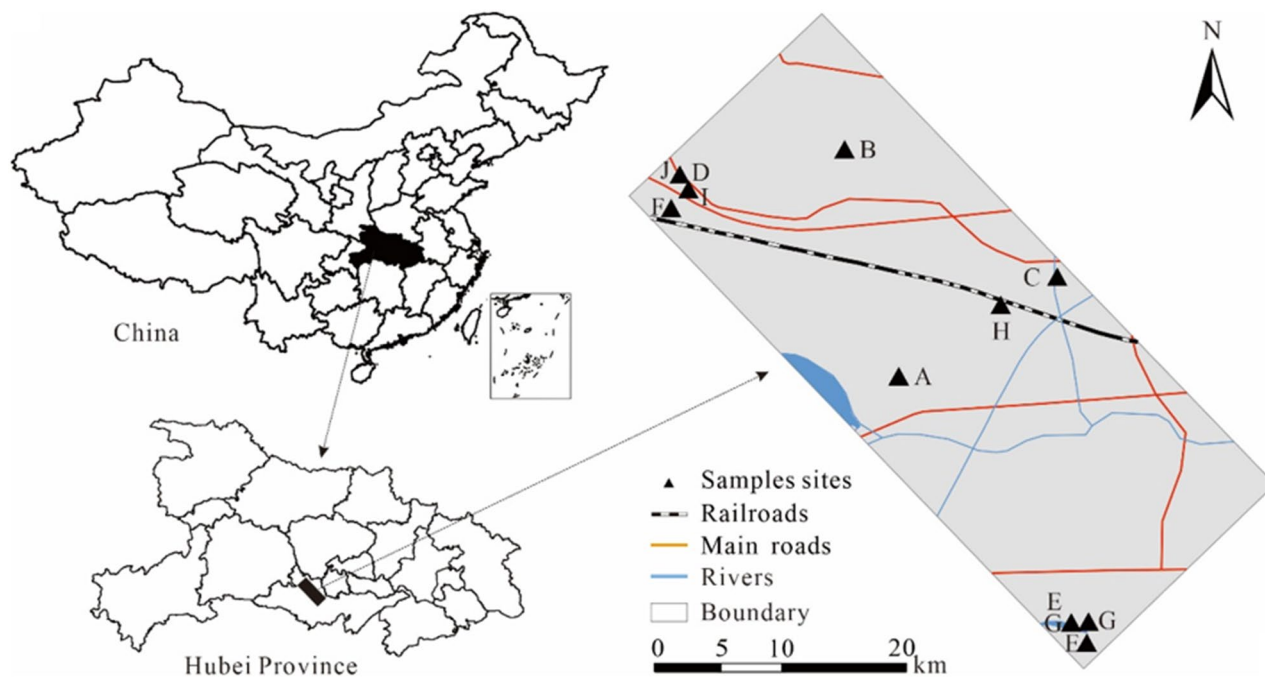 China
Hubei Province
N
B
J D
I
F
C
H
A
Samples sites
Railroads
Main roads
Rivers
Boundary
0 5 10 20
km
E
G G
E